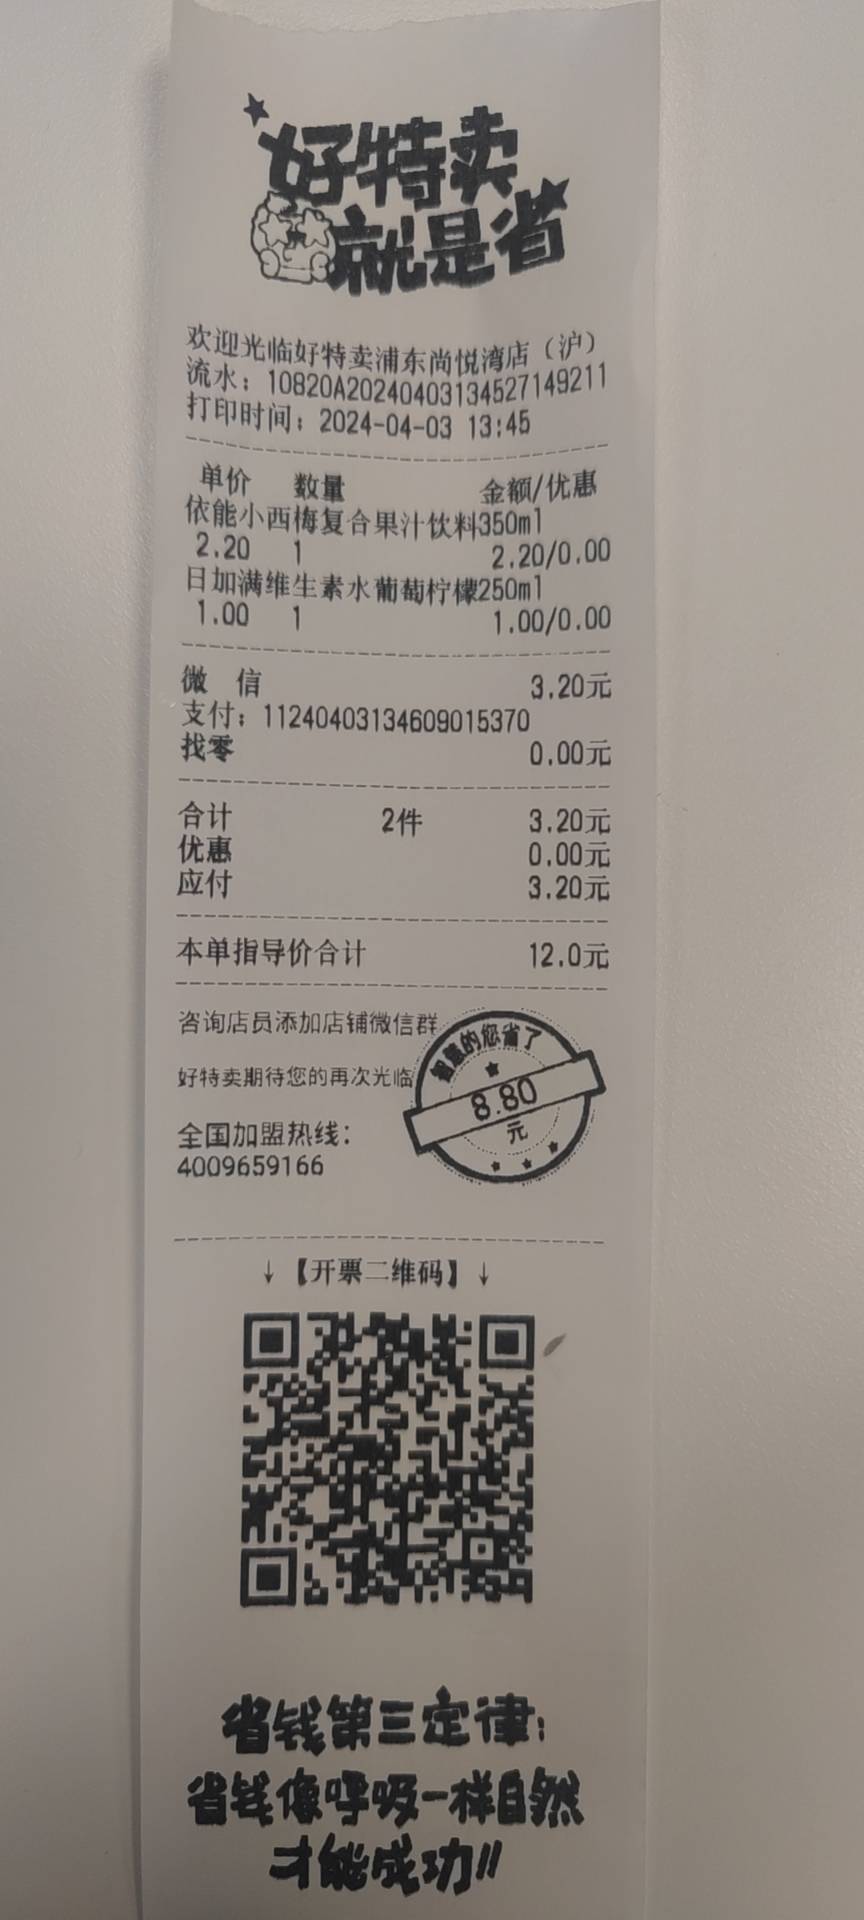 好特卖
就是省
欢迎光临好特卖浦东尚悦湾店（沪）
流水：10820A20240403134527149211
打印时间：2024-04-03 13:45
单价 数量 金额/优惠
依能小西梅复合果汁饮料350ml
2.20 1 2.20/0.00
日加满维生素水葡萄柠檬250ml
1.00 1 1.00/0.00
微 信 3.20元
支付：11240403134609015370
找零 0.00元
合计 2件 3.20元
优惠 0.00元
应付 3.20元
本单指导价合计 12.0元
咨询店员添加店铺微信群
好特卖期待您的再次光临
智慧的您省了
8.80
元
全国加盟热线：
4009659166
↓【开票二维码】↓
省钱第三定律：
省钱像呼吸一样自然
才能成功!!